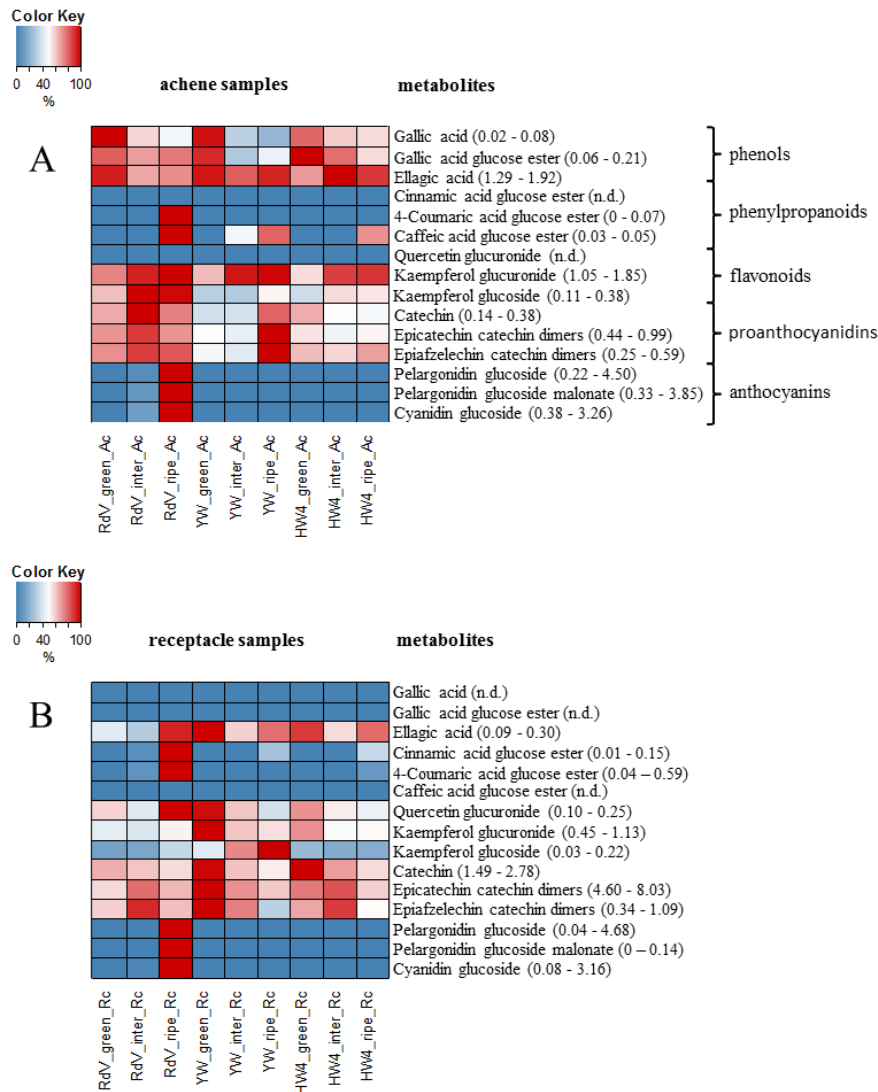 Color Key
0 40 100
%
achene samples metabolites
A
Gallic acid (0.02 - 0.08)
Gallic acid glucose ester (0.06 - 0.21)
Ellagic acid (1.29 - 1.92)
Cinnamic acid glucose ester (n.d.)
4-Coumaric acid glucose ester (0 - 0.07)
Caffeic acid glucose ester (0.03 - 0.05)
Quercetin glucuronide (n.d.)
Kaempferol glucuronide (1.05 - 1.85)
Kaempferol glucoside (0.11 - 0.38)
Catechin (0.14 - 0.38)
Epicatechin catechin dimers (0.44 - 0.99)
Epiafzelechin catechin dimers (0.25 - 0.59)
Pelargonidin glucoside (0.22 - 4.50)
Pelargonidin glucoside malonate (0.33 - 3.85)
Cyanidin glucoside (0.38 - 3.26)
phenols
phenylpropanoids
flavonoids
proanthocyanidins
anthocyanins
RdV_green_Ac
RdV_inter_Ac
RdV_ripe_Ac
YW_green_Ac
YW_inter_Ac
YW_ripe_Ac
HW4_green_Ac
HW4_inter_Ac
HW4_ripe_Ac
Color Key
0 40 100
%
receptacle samples metabolites
B
Gallic acid (n.d.)
Gallic acid glucose ester (n.d.)
Ellagic acid (0.09 - 0.30)
Cinnamic acid glucose ester (0.01 - 0.15)
4-Coumaric acid glucose ester (0.04 – 0.59)
Caffeic acid glucose ester (n.d.)
Quercetin glucuronide (0.10 - 0.25)
Kaempferol glucuronide (0.45 - 1.13)
Kaempferol glucoside (0.03 - 0.22)
Catechin (1.49 - 2.78)
Epicatechin catechin dimers (4.60 - 8.03)
Epiafzelechin catechin dimers (0.34 - 1.09)
Pelargonidin glucoside (0.04 - 4.68)
Pelargonidin glucoside malonate (0 – 0.14)
Cyanidin glucoside (0.08 - 3.16)
RdV_green_Rc
RdV_inter_Rc
RdV_ripe_Rc
YW_green_Rc
YW_inter_Rc
YW_ripe_Rc
HW4_green_Rc
HW4_inter_Rc
HW4_ripe_Rc